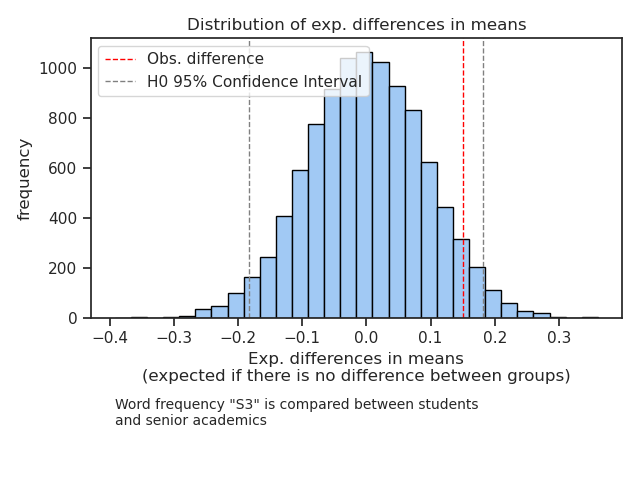 Distribution of exp. differences in means
Obs. difference
H0 95% Confidence Interval
frequency
1000
800
600
400
200
0
−0.4 −0.3 −0.2 −0.1 0.0 0.1 0.2 0.3
Exp. differences in means
(expected if there is no difference between groups)
Word frequency "S3" is compared between students
and senior academics